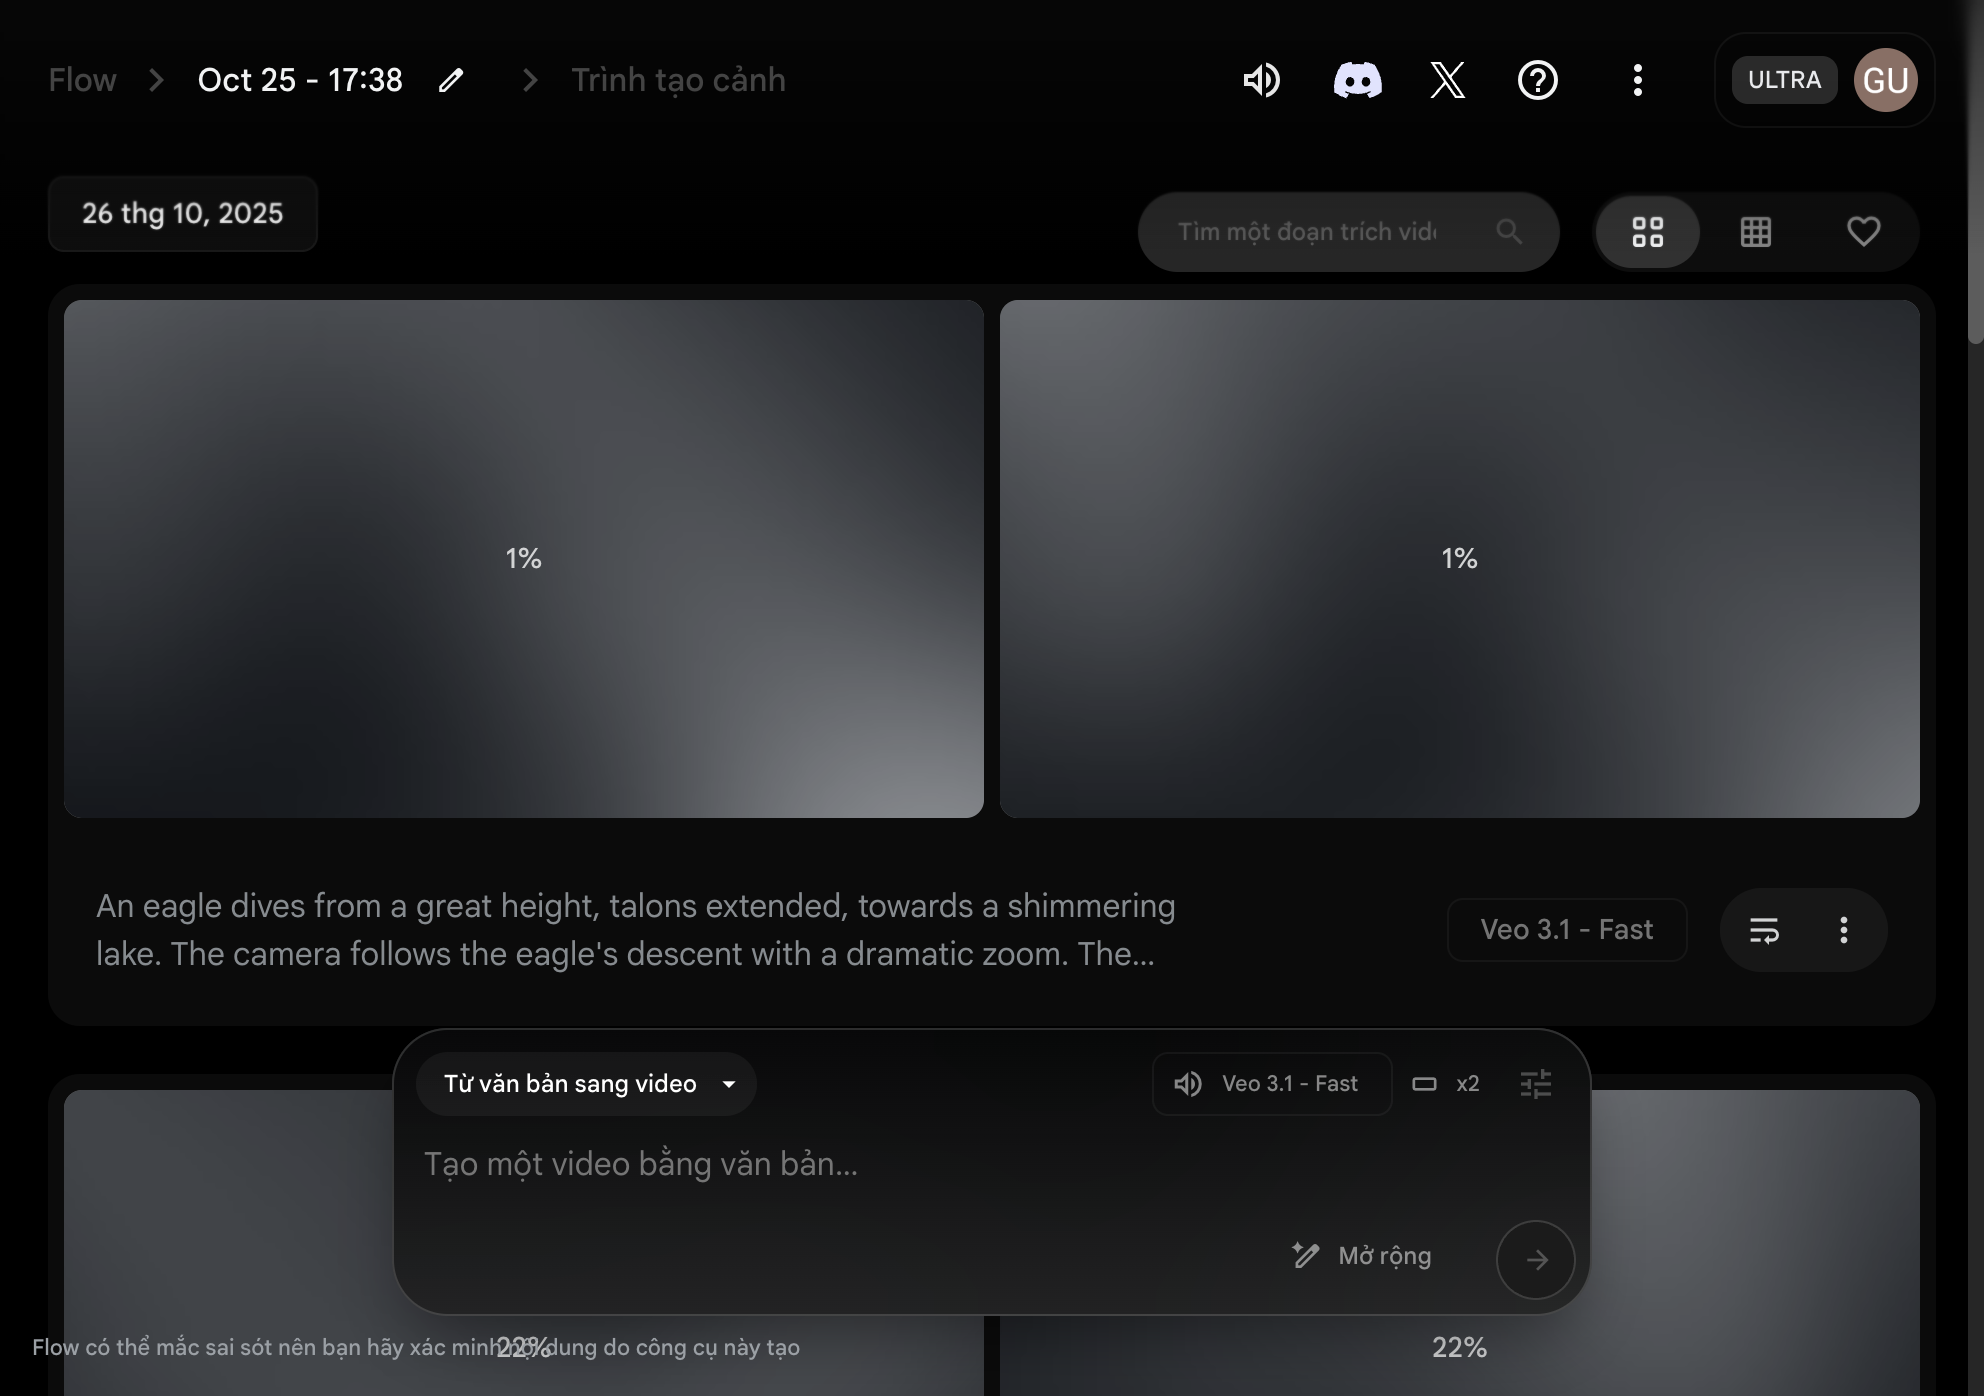 Flow
Oct 25 - 17:38
Trình tạo cảnh
ULTRA
GU
26 thg 10, 2025
Tìm một đoạn trích vide
1%
1%
An eagle dives from a great height, talons extended, towards a shimmering
lake. The camera follows the eagle's descent with a dramatic zoom. The...
Veo 3.1 - Fast
Từ văn bản sang video
Veo 3.1 - Fast
x2
Tạo một video bằng văn bản...
Mở rộng
Flow có thể mắc sai sót nên bạn hãy xác minh nội dung do công cụ này tạo
22%
22%